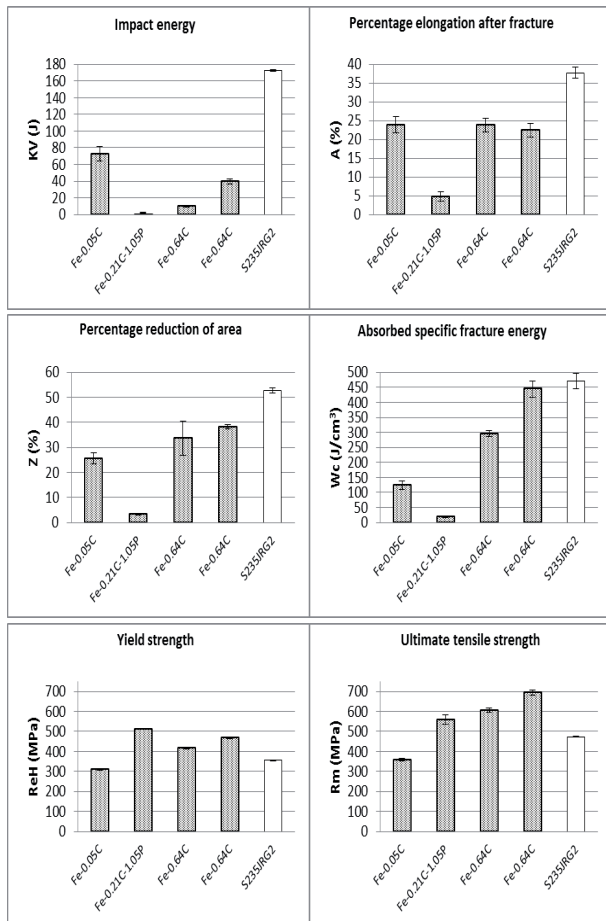 Impact energy
KV (J)
180
160
140
120
100
80
60
40
20
0
Fe-0.05C
Fe-0.21C-1.05P
Fe-0.64C
Fe-0.64C
S235JRG2
Percentage elongation after fracture
A (%)
40
35
30
25
20
15
10
5
0
Fe-0.05C
Fe-0.21C-1.05P
Fe-0.64C
Fe-0.64C
S235JRG2
Percentage reduction of area
Z (%)
60
50
40
30
20
10
0
Fe-0.05C
Fe-0.21C-1.05P
Fe-0.64C
Fe-0.64C
S235JRG2
Absorbed specific fracture energy
Wc (J/cm³)
500
450
400
350
300
250
200
150
100
50
0
Fe-0.05C
Fe-0.21C-1.05P
Fe-0.64C
Fe-0.64C
S235JRG2
Yield strength
ReH (MPa)
700
600
500
400
300
200
100
0
Fe-0.05C
Fe-0.21C-1.05P
Fe-0.64C
Fe-0.64C
S235JRG2
Ultimate tensile strength
Rm (MPa)
700
600
500
400
300
200
100
0
Fe-0.05C
Fe-0.21C-1.05P
Fe-0.64C
Fe-0.64C
S235JRG2